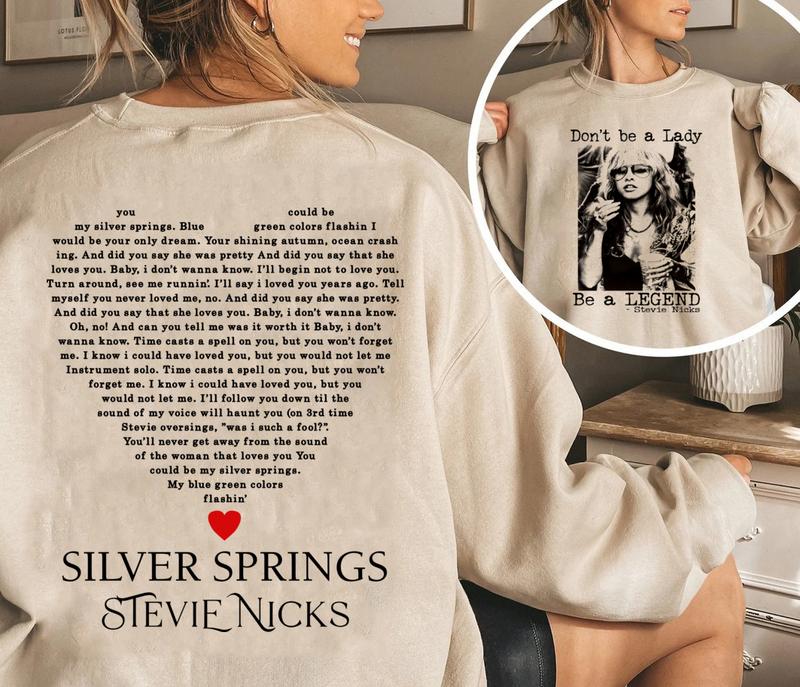 LOTUS FLO
you could be
my silver springs. Blue green colors flashin I
would be your only dream. Your shining autumn, ocean crash
ing. And did you say she was pretty And did you say that she
loves you. Baby, i don't wanna know. I'll begin not to love you.
Turn around, see me runnin'. I'll say i loved you years ago. Tell
myself you never loved me, no. And did you say she was pretty.
And did you say that she loves you. Baby, i don't wanna know.
Oh, no! And can you tell me was it worth it Baby, i don't
wanna know. Time casts a spell on you, but you won't forget
me. I know i could have loved you, but you would not let me
Instrument solo. Time casts a spell on you, but you won't
forget me. I know i could have loved you, but you
would not let me. I'll follow you down til the
sound of my voice will haunt you (on 3rd time
Stevie oversings, "was i such a fool?".
You'll never get away from the sound
of the woman that loves you You
could be my silver springs.
My blue green colors
flashin'
SILVER SPRINGS
STEVIE NICKS
Don't be a Lady
Be a LEGEND
- Stevie Nicks